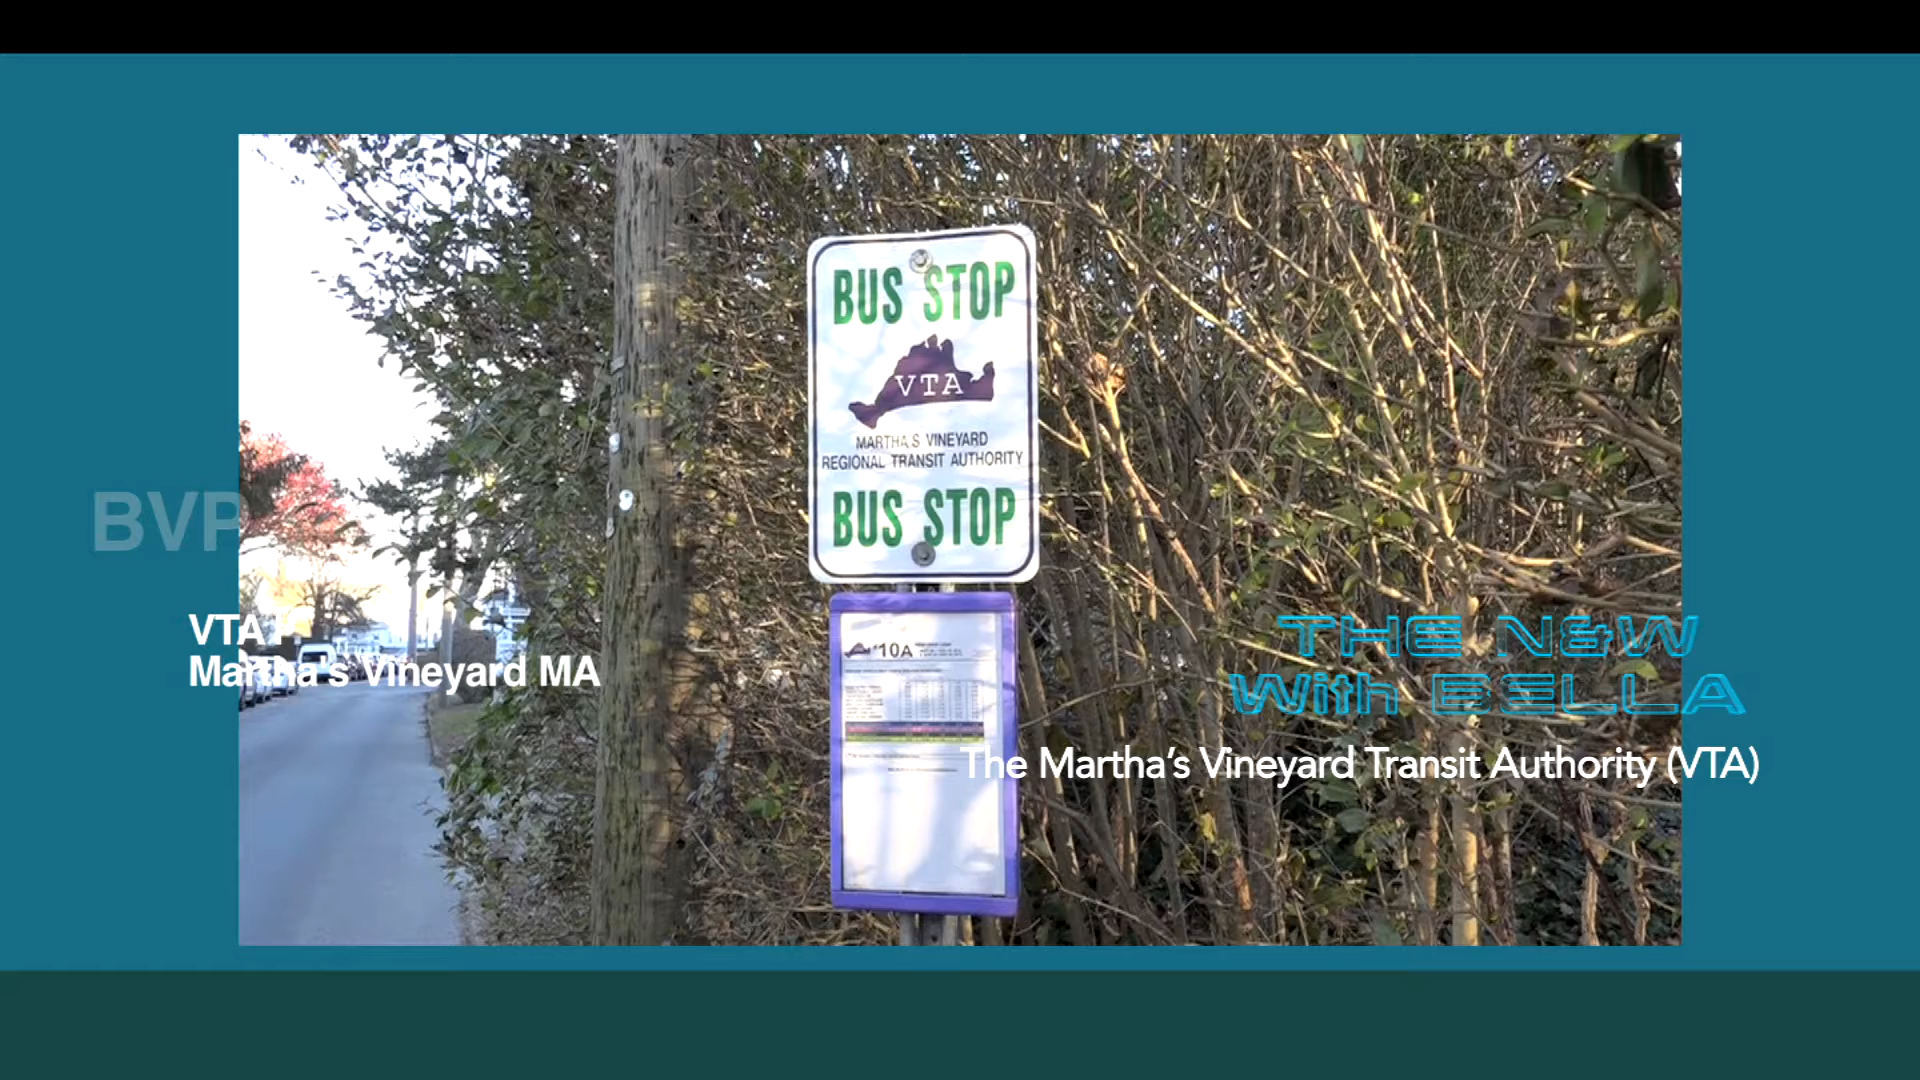 BUS STOP
VTA
MARTHA'S VINEYARD
REGIONAL TRANSIT AUTHORITY
BUS STOP
BVP
VTA
Martha's Vineyard MA
10A
THE N&W
With BELLA
The Martha’s Vineyard Transit Authority (VTA)